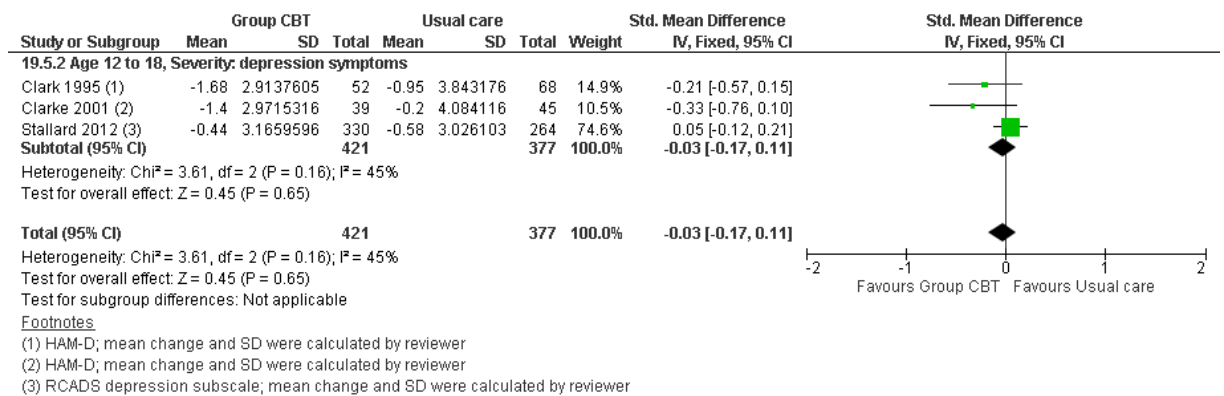 Group CBT Usual care Std. Mean Difference Std. Mean Difference
Study or Subgroup Mean SD Total Mean SD Total Weight IV, Fixed, 95% CI IV, Fixed, 95% CI
19.5.2 Age 12 to 18, Severity: depression symptoms
Clark 1995 (1) -1.68 2.9137605 52 -0.95 3.843176 68 14.9% -0.21 [-0.57, 0.15]
Clarke 2001 (2) -1.4 2.9715316 39 -0.2 4.084116 45 10.5% -0.33 [-0.76, 0.10]
Stallard 2012 (3) -0.44 3.1659596 330 -0.58 3.026103 264 74.6% 0.05 [-0.12, 0.21]
Subtotal (95% CI) 421 377 100.0% -0.03 [-0.17, 0.11]
Heterogeneity: Chi² = 3.61, df = 2 (P = 0.16); I² = 45%
Test for overall effect: Z = 0.45 (P = 0.65)
Total (95% CI) 421 377 100.0% -0.03 [-0.17, 0.11]
Heterogeneity: Chi² = 3.61, df = 2 (P = 0.16); I² = 45%
Test for overall effect: Z = 0.45 (P = 0.65)
Test for subgroup differences: Not applicable
-2 -1 0 1 2
Favours Group CBT Favours Usual care
Footnotes
(1) HAM-D; mean change and SD were calculated by reviewer
(2) HAM-D; mean change and SD were calculated by reviewer
(3) RCADS depression subscale; mean change and SD were calculated by reviewer